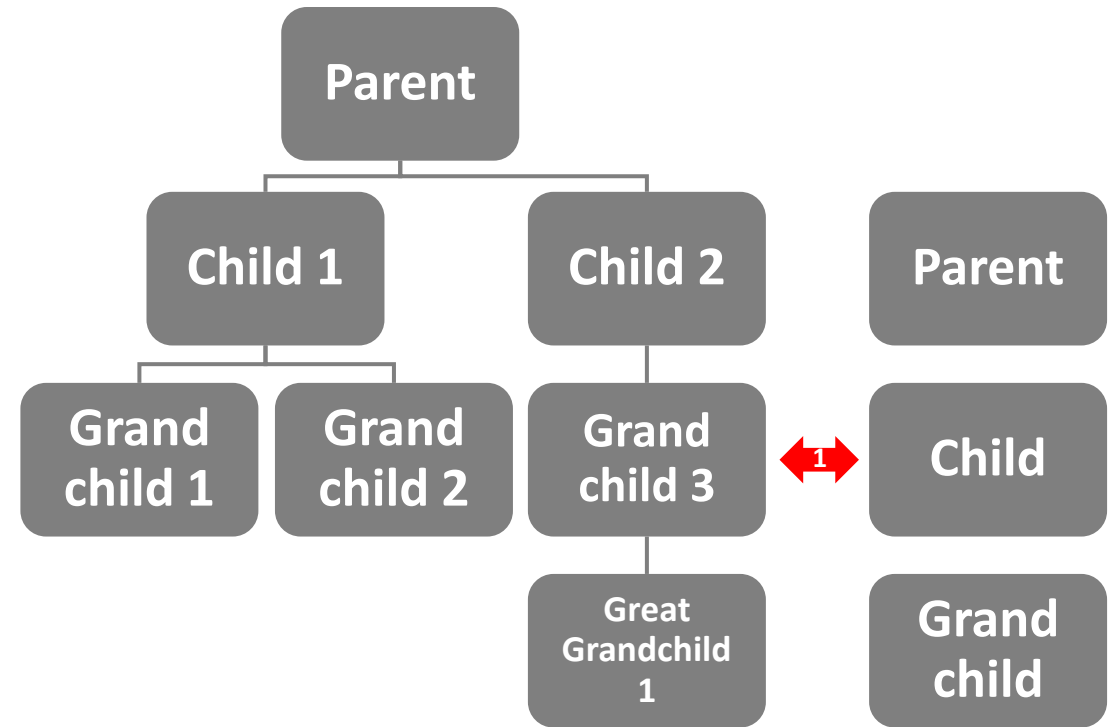 Parent
Child 1
Child 2
Parent
Grand
child 1
Grand
child 2
Grand
child 3
1
Child
Great
Grandchild
1
Grand
child